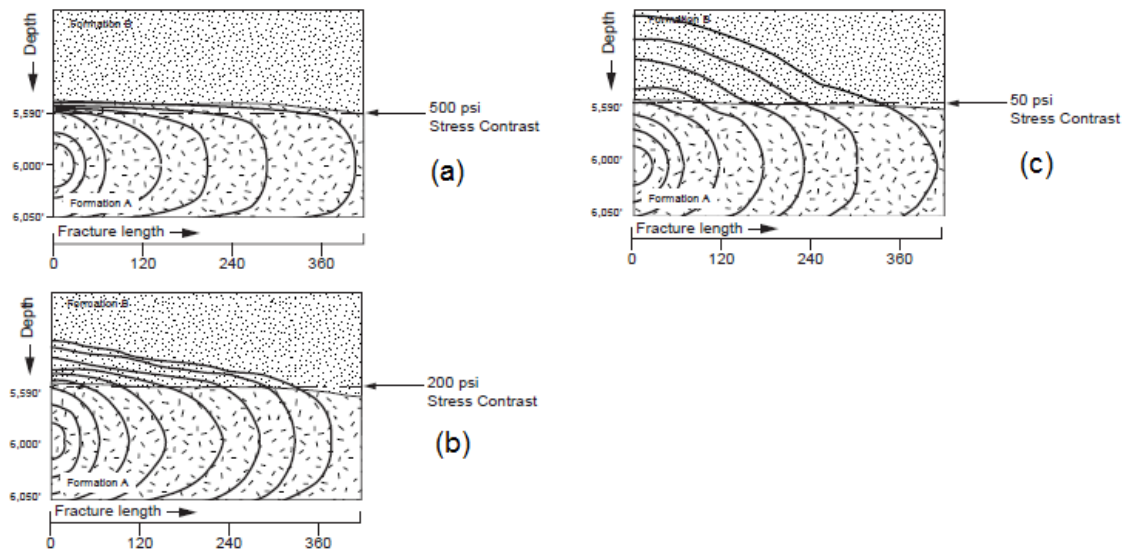 Formation B
Depth
5,590'
6,000'
6,050'
Formation A
500 psi
Stress Contrast
(a)
Fracture length
0 120 240 360
Formation B
Depth
5,590'
6,000'
6,050'
Formation A
50 psi
Stress Contrast
(c)
Fracture length
0 120 240 360
Formation B
Depth
5,590'
6,000'
6,050'
Formation A
200 psi
Stress Contrast
(b)
Fracture length
0 120 240 360